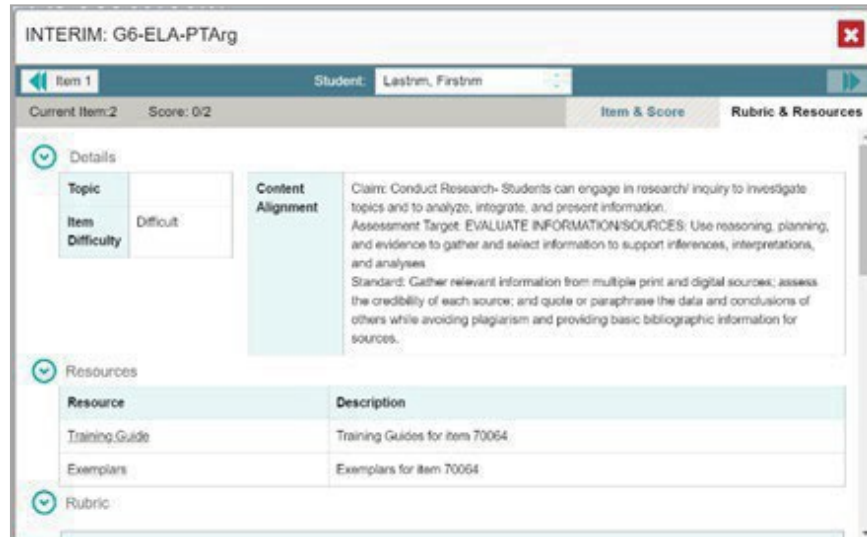 INTERIM: G6-ELA-PTArg
Item 1
Student: Lastnm, Firstnm
Current Item:2 Score: 0/2
Item & Score Rubric & Resources
Details
Topic
Item Difficulty
Difficult
Content Alignment
Claim: Conduct Research- Students can engage in research/ inquiry to investigate
topics and to analyze, integrate, and present information.
Assessment Target: EVALUATE INFORMATION/SOURCES: Use reasoning, planning,
and evidence to gather and select information to support inferences, interpretations,
and analyses
Standard: Gather relevant information from multiple print and digital sources; assess
the credibility of each source; and quote or paraphrase the data and conclusions of
others while avoiding plagiarism and providing basic bibliographic information for
sources.
Resources
Resource Description
Training Guide Training Guides for item 70064
Exemplars Exemplars for item 70064
Rubric